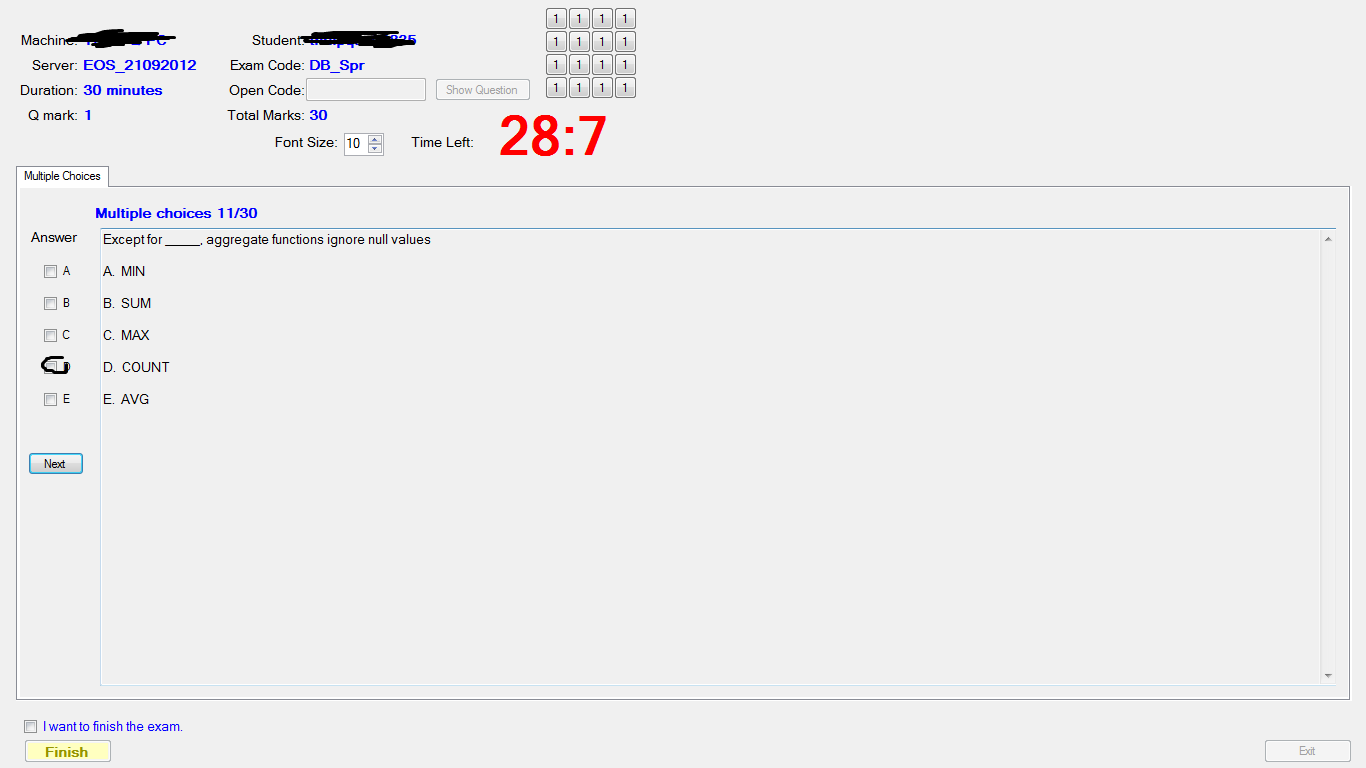 Machine:
Student:
Server: EOS_21092012
Exam Code: DB_Spr
Duration: 30 minutes
Open Code:
Show Question
Q mark: 1
Total Marks: 30
1 1 1 1
1 1 1 1
1 1 1 1
1 1 1 1
Font Size: 10
Time Left: 28:7
Multiple Choices
Multiple choices 11/30
Answer
Except for _____, aggregate functions ignore null values
A A. MIN
B B. SUM
C C. MAX
D. COUNT
E E. AVG
Next
I want to finish the exam.
Finish
Exit